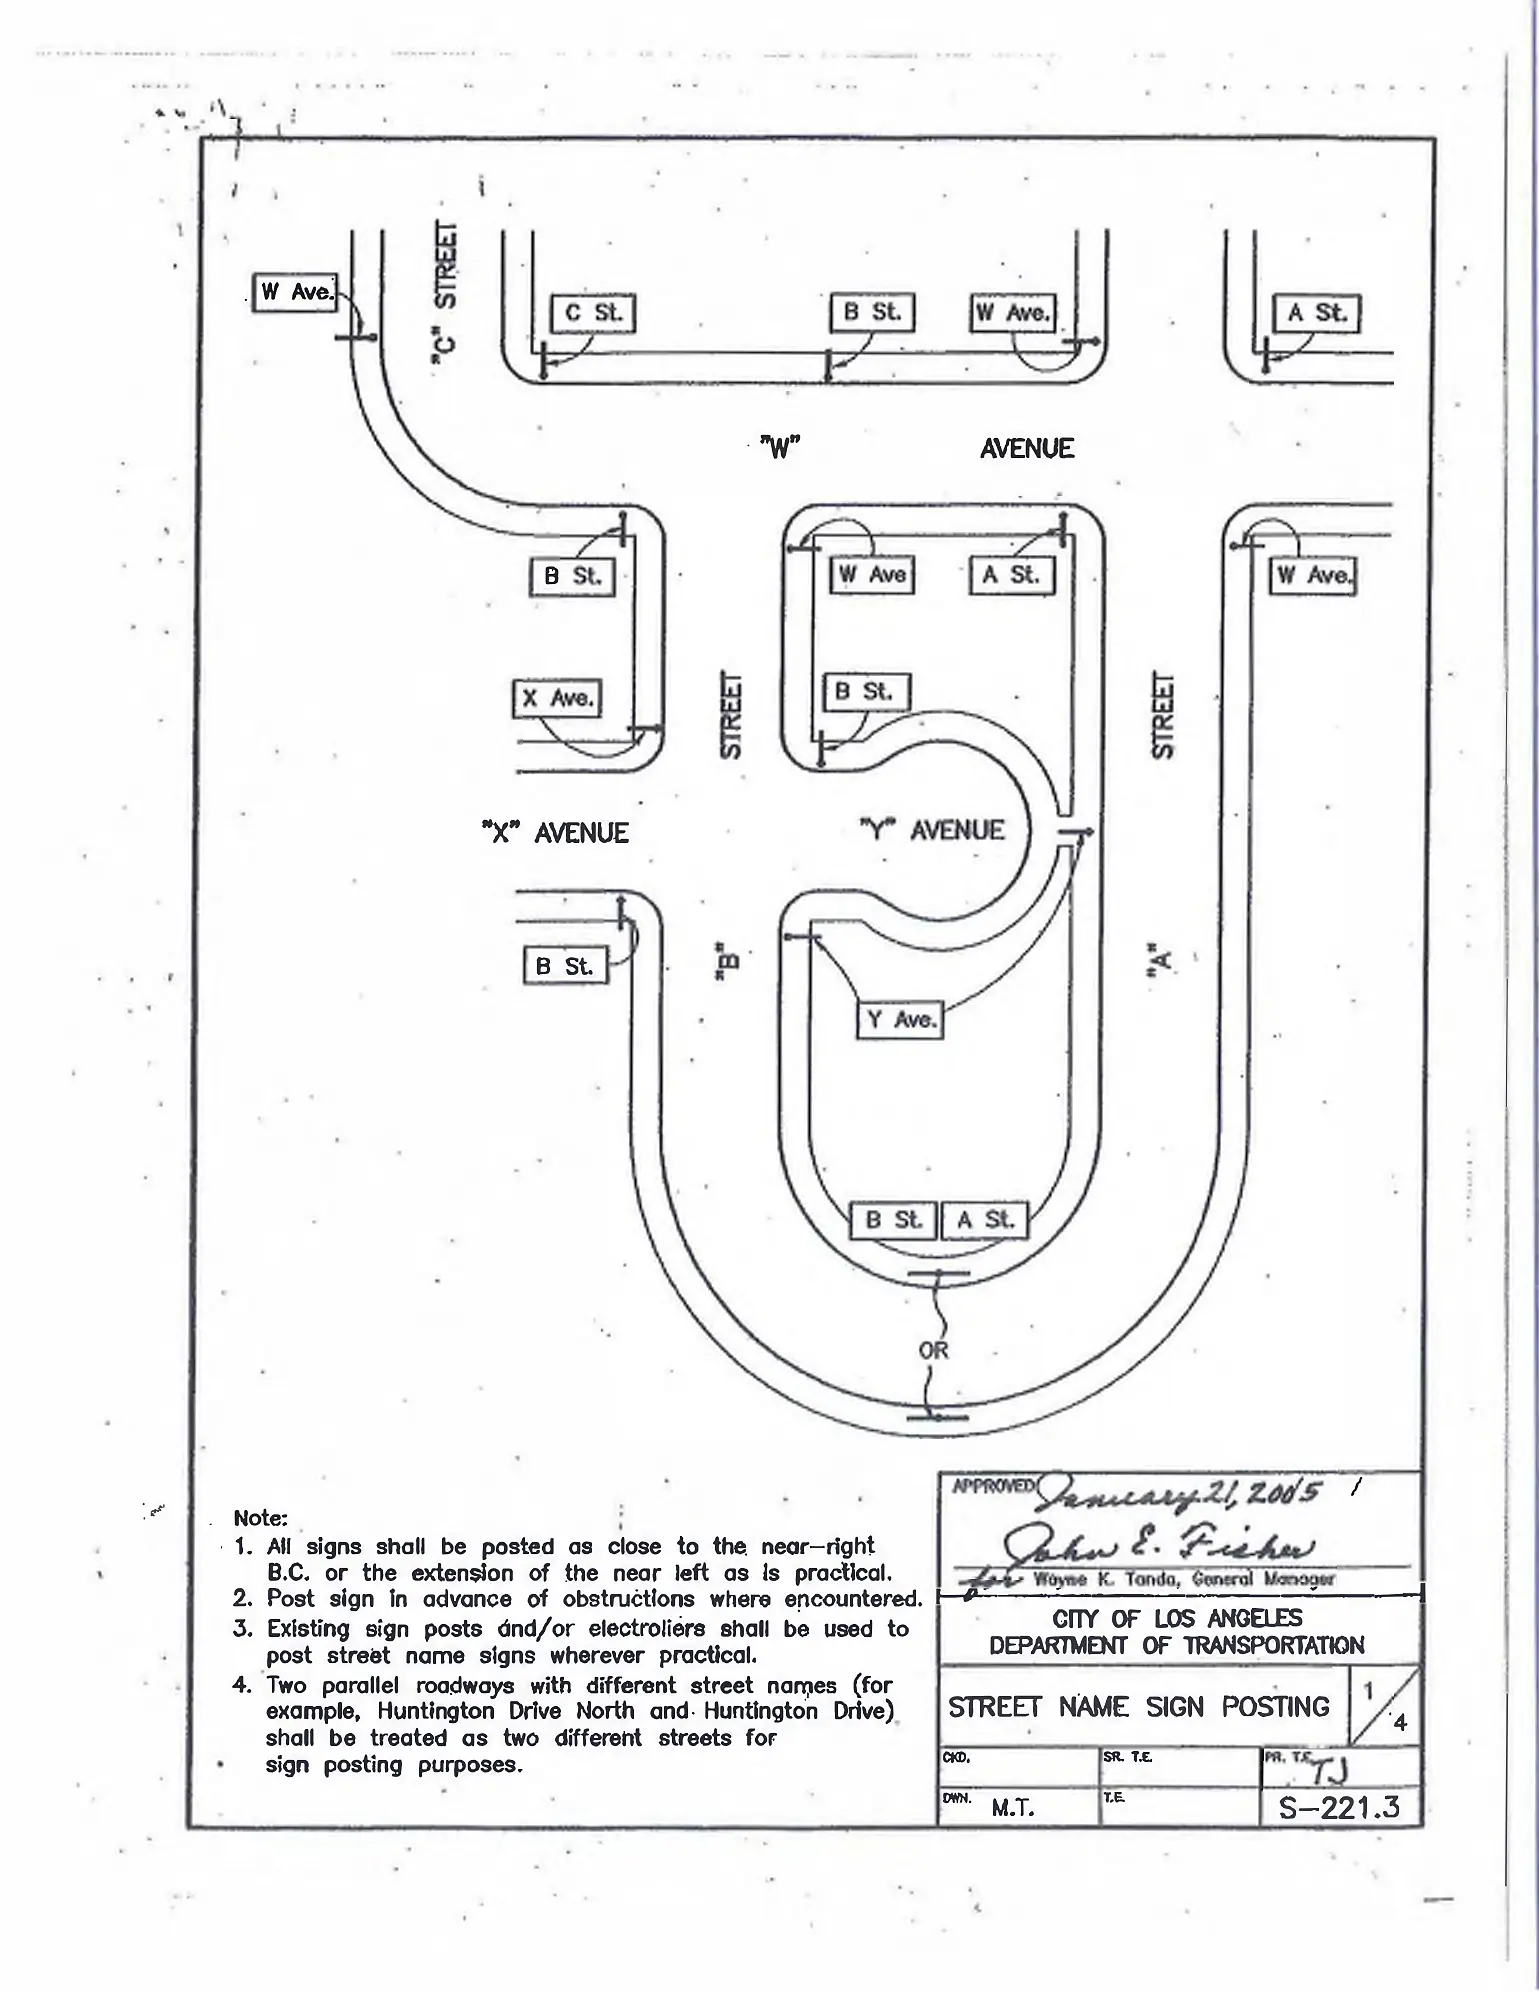 "C" STREET
W Ave.
C St.
B St.
W Ave.
A St.
"W" AVENUE
B St.
W Ave
A St.
W Ave.
X Ave.
STREET
B St.
STREET
"X" AVENUE
"Y" AVENUE
B St.
"B"
"A"
Y Ave.
B St.
A St.
OR
Note:
1. All signs shall be posted as close to the near-right
B.C. or the extension of the near left as is practical.
2. Post sign in advance of obstructions where encountered.
3. Existing sign posts and/or electroliers shall be used to
post street name signs wherever practical.
4. Two parallel roadways with different street names (for
example, Huntington Drive North and Huntington Drive)
shall be treated as two different streets for
sign posting purposes.
APPROVED January 21, 2005
John E. Fisher
for Wayne K. Tanda, General Manager
CITY OF LOS ANGELES
DEPARTMENT OF TRANSPORTATION
STREET NAME SIGN POSTING
1/4
CKD.
SR. T.E.
PR. T.E. TJ
DWN. M.T.
T.E.
S-221.3